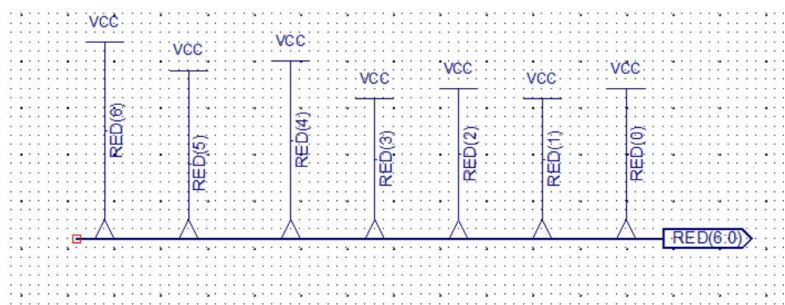 VCC
VCC
VCC
VCC
VCC
VCC
VCC
RED(6)
RED(5)
RED(4)
RED(3)
RED(2)
RED(1)
RED(0)
RED(6:0)